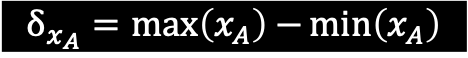 δ_{x_A} = max(x_A) − min(x_A)